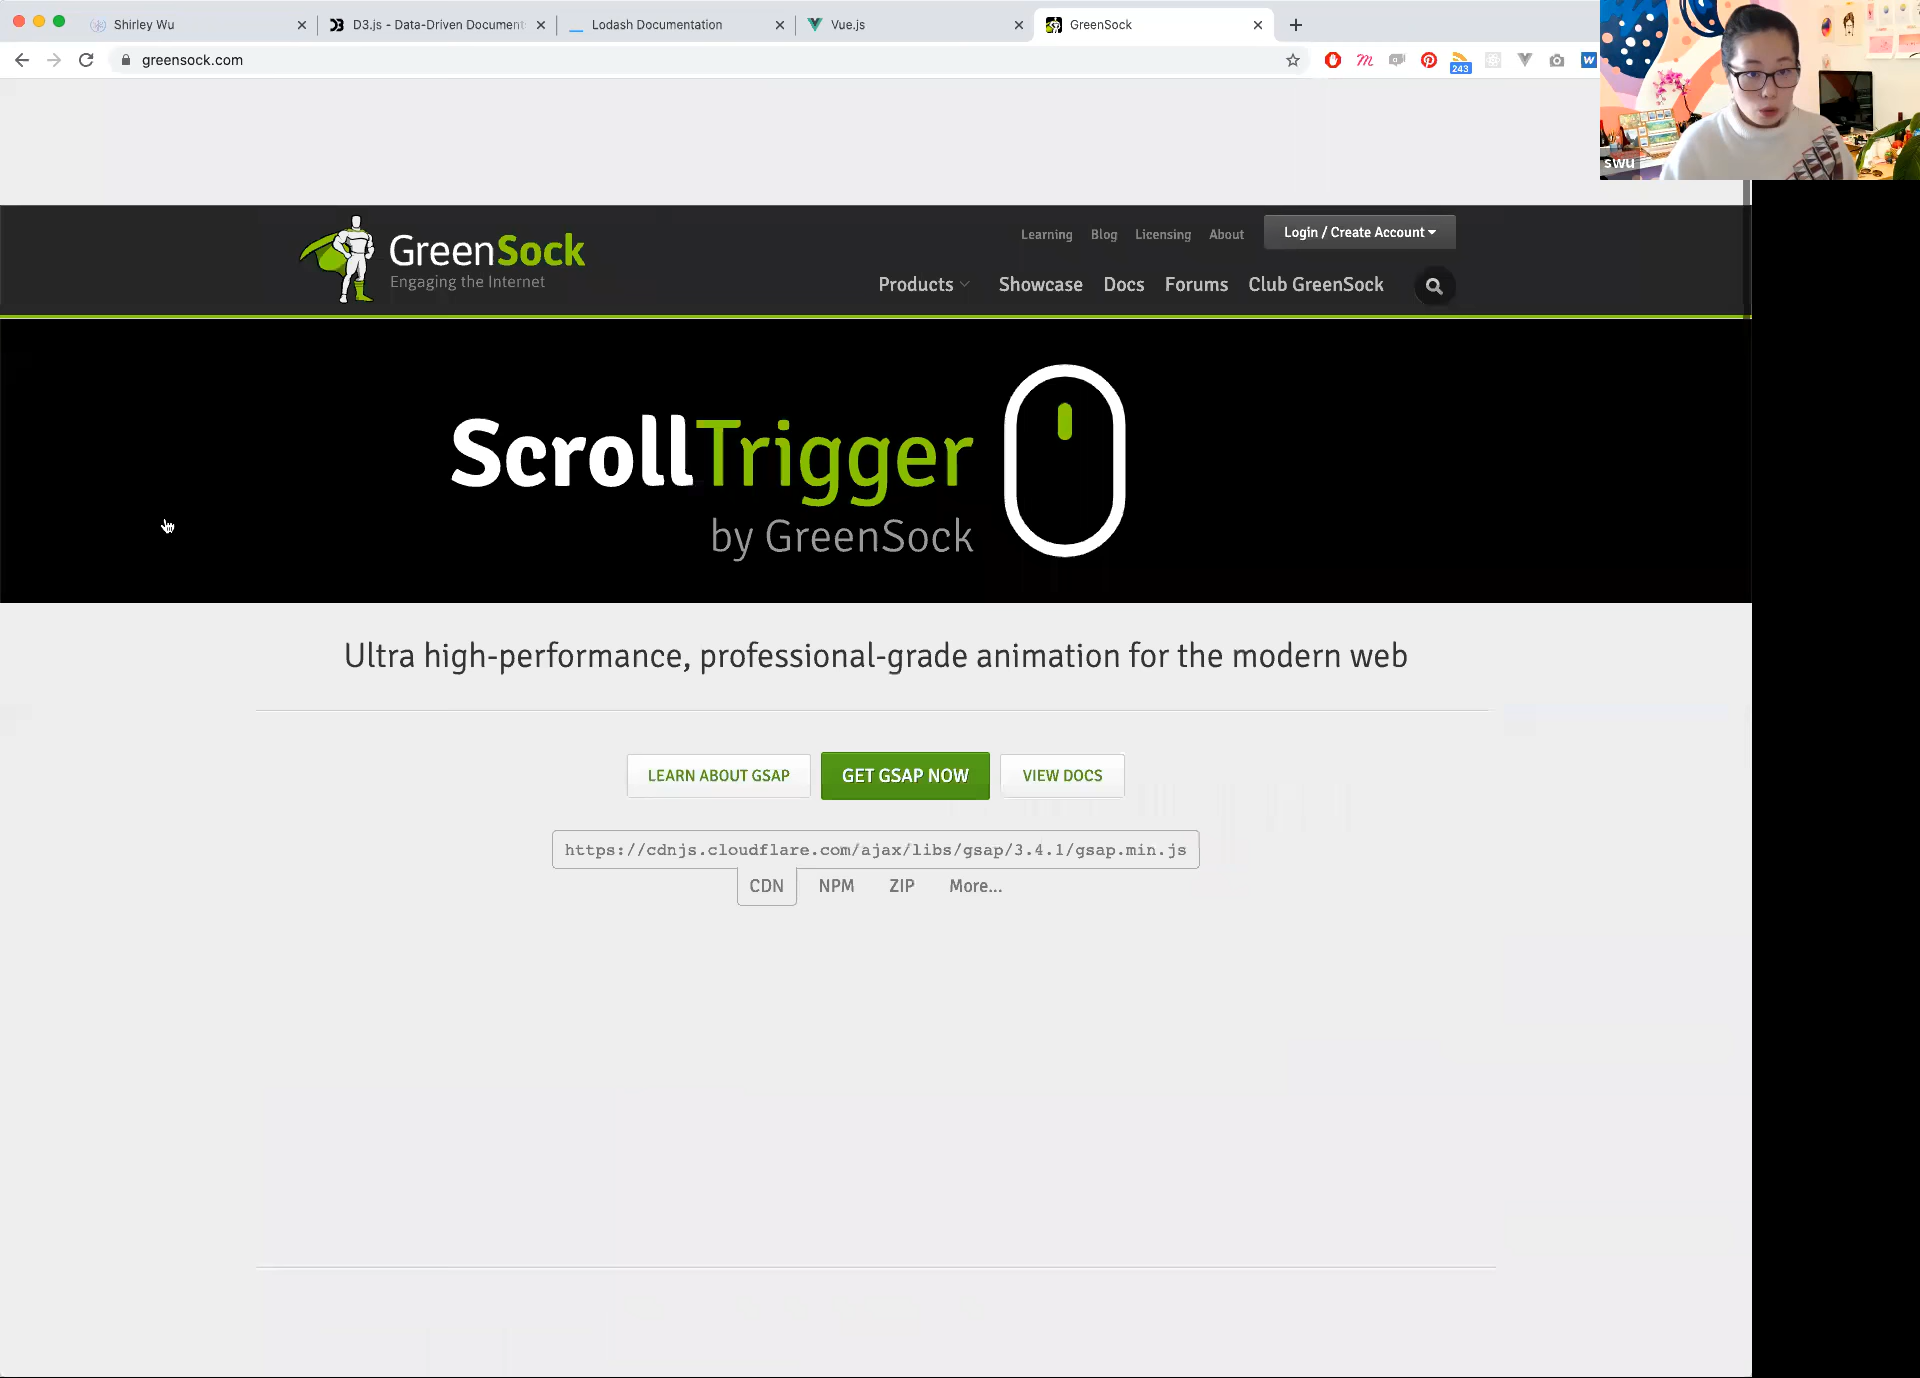 Shirley Wu
D3.js - Data-Driven Document
Lodash Documentation
Vue.js
GreenSock
greensock.com
243
swu
GreenSock
Engaging the Internet
Learning Blog Licensing About Login / Create Account
Products Showcase Docs Forums Club GreenSock
ScrollTrigger
by GreenSock
Ultra high-performance, professional-grade animation for the modern web
LEARN ABOUT GSAP GET GSAP NOW VIEW DOCS
https://cdnjs.cloudflare.com/ajax/libs/gsap/3.4.1/gsap.min.js
CDN NPM ZIP More...